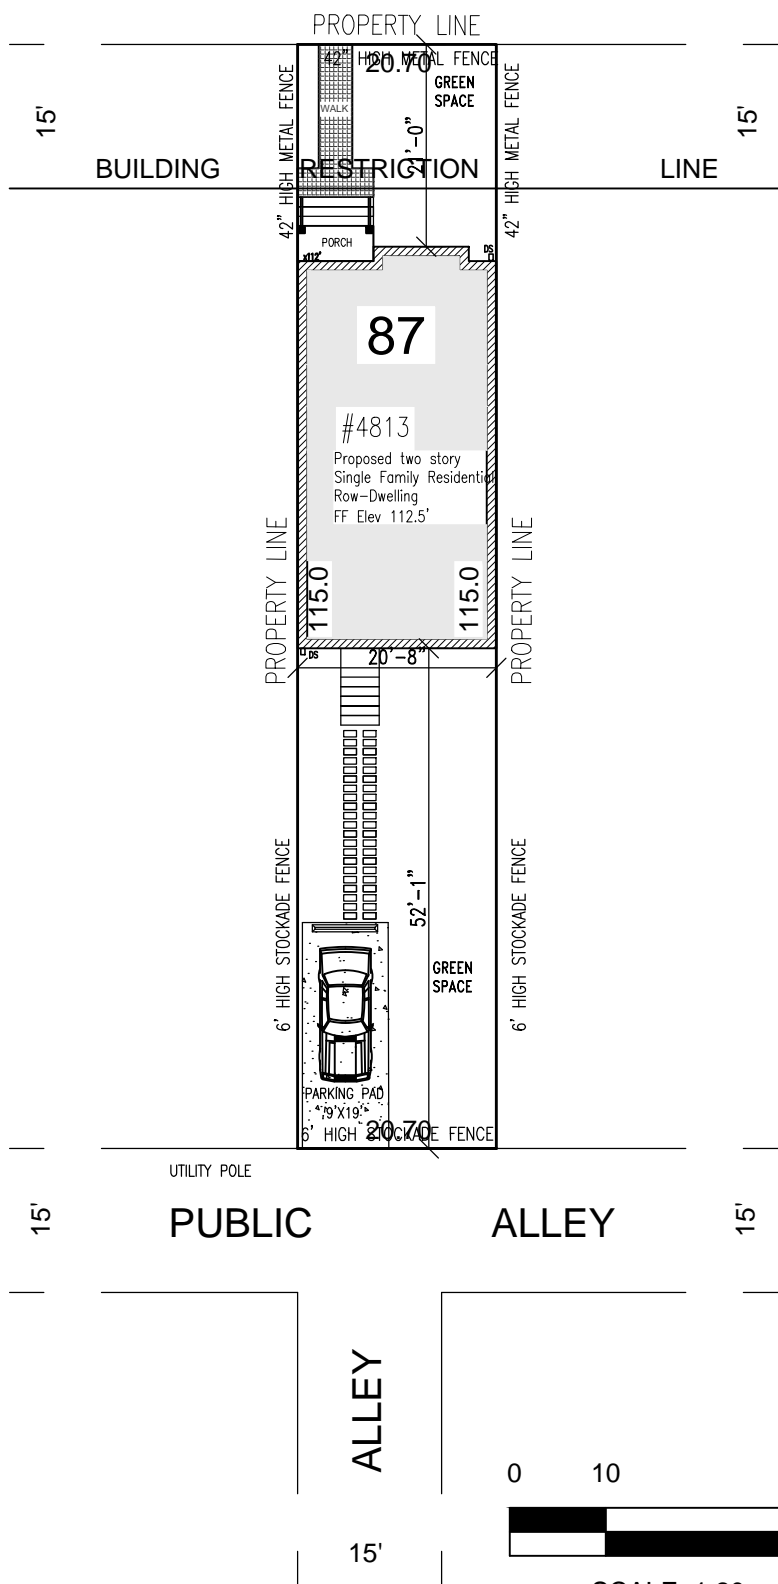 PROPERTY LINE
42" HIGH METAL FENCE
20.70
GREEN
SPACE
WALK
15'
15'
42" HIGH METAL FENCE
42" HIGH METAL FENCE
21'-0"
BUILDING RESTRICTION LINE
PORCH
DS
x112'
87
#4813
Proposed two story
Single Family Residential
Row-Dwelling
FF Elev 112.5'
PROPERTY LINE
115.0
115.0
PROPERTY LINE
DS
20'-8"
6' HIGH STOCKADE FENCE
52'-1"
6' HIGH STOCKADE FENCE
GREEN
SPACE
PARKING PAD
9'X19'
6' HIGH STOCKADE FENCE
20.70
UTILITY POLE
15'
PUBLIC ALLEY
15'
ALLEY
0 10
15'